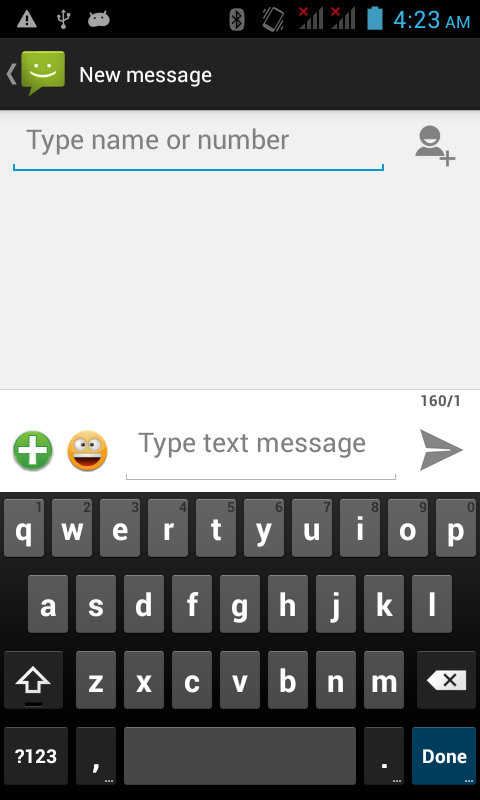 4:23 AM
New message
Type name or number
160/1
Type text message
1 2 3 4 5 6 7 8 9 0
q w e r t y u i o p
a s d f g h j k l
z x c v b n m
?123 , ... . ... Done ...